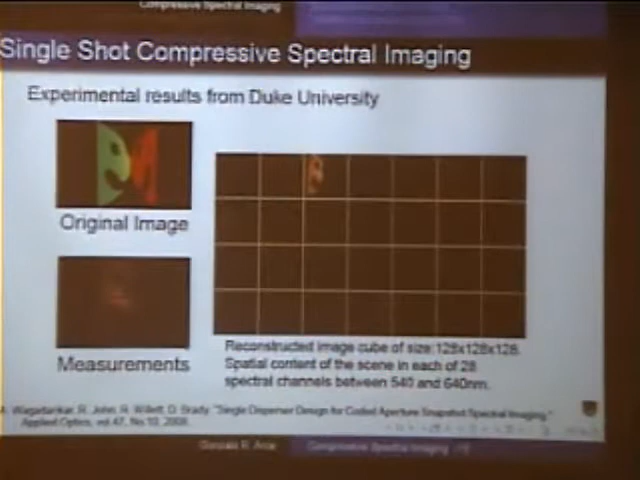 Compressive Spectral Imaging
Single Shot Compressive Spectral Imaging
Experimental results from Duke University
Original Image
Measurements
Reconstructed image cube of size:128x128x128.
Spatial content of the scene in each of 28
spectral channels between 540 and 640nm.
A. Wagadarikar, R. John, R. Willett, D. Brady. "Single Disperser Design for Coded Aperture Snapshot Spectral Imaging."
Applied Optics, vol.47, No.10, 2008.
Gonzalo R. Arce
Compressive Spectral Imaging